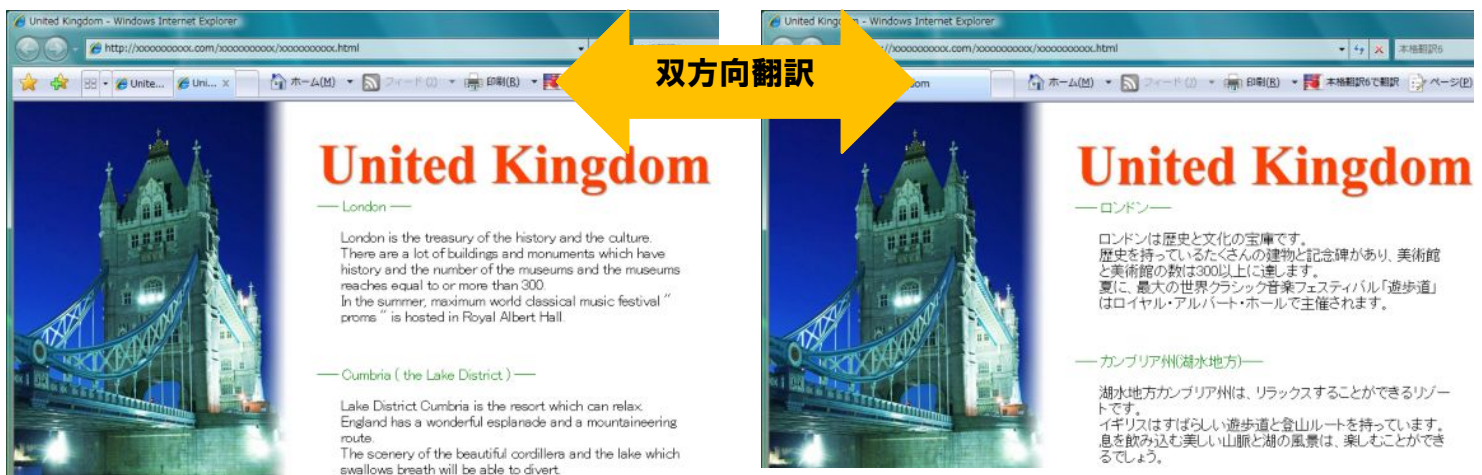 United Kingdom - Windows Internet Explorer
http://xxxxxxxxxx.com/xxxxxxxxxx/xxxxxxxxxx.html
Unite...
Uni... x
ホーム(M)
フィード(J)
印刷(R)
United Kingdom
London
London is the treasury of the history and the culture.
There are a lot of buildings and monuments which have
history and the number of the museums and the museums
reaches equal to or more than 300.
In the summer, maximum world classical music festival "
proms " is hosted in Royal Albert Hall.
Cumbria ( the Lake District )
Lake District Cumbria is the resort which can relax.
England has a wonderful esplanade and a mountaineering
route.
The scenery of the beautiful cordillera and the lake which
swallows breath will be able to divert.
双方向翻訳
United King - Windows Internet Explorer
//xxxxxxxxxx.com/xxxxxxxxxx/xxxxxxxxxx.html
本格翻訳6
dom
ホーム(M)
フィード(J)
印刷(R)
本格翻訳6で翻訳
ページ(P)
United Kingdom
ロンドン
ロンドンは歴史と文化の宝庫です。
歴史を持っているたくさんの建物と記念碑があり、美術館
と美術館の数は300以上に達します。
夏に、最大の世界クラシック音楽フェスティバル「遊歩道」
はロイヤル・アルバート・ホールで主催されます。
カンブリア州(湖水地方)
湖水地方カンブリア州は、リラックスすることができるリゾー
トです。
イギリスはすばらしい遊歩道と登山ルートを持っています。
息を飲み込む美しい山脈と湖の風景は、楽しむことができ
るでしょう。